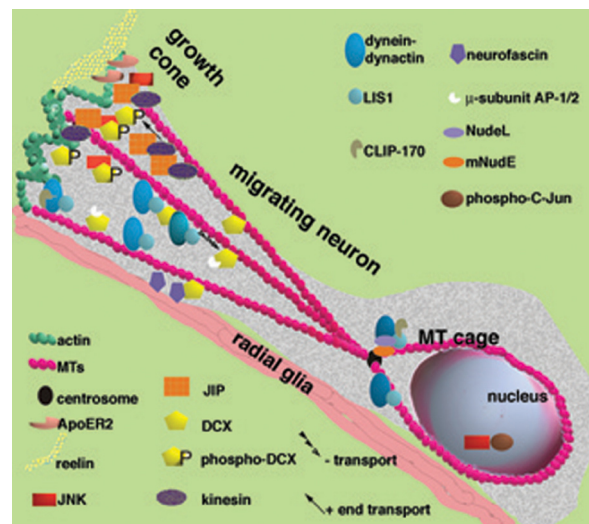 growth
cone
migrating neuron
radial glia
MT cage
nucleus
dynein-
dynactin
LIS1
CLIP-170
neurofascin
μ-subunit AP-1/2
NudeL
mNudE
phospho-C-Jun
P
P
P
P
actin
MTs
centrosome
ApoER2
reelin
JNK
JIP
DCX
P
phospho-DCX
kinesin
- transport
+ end transport